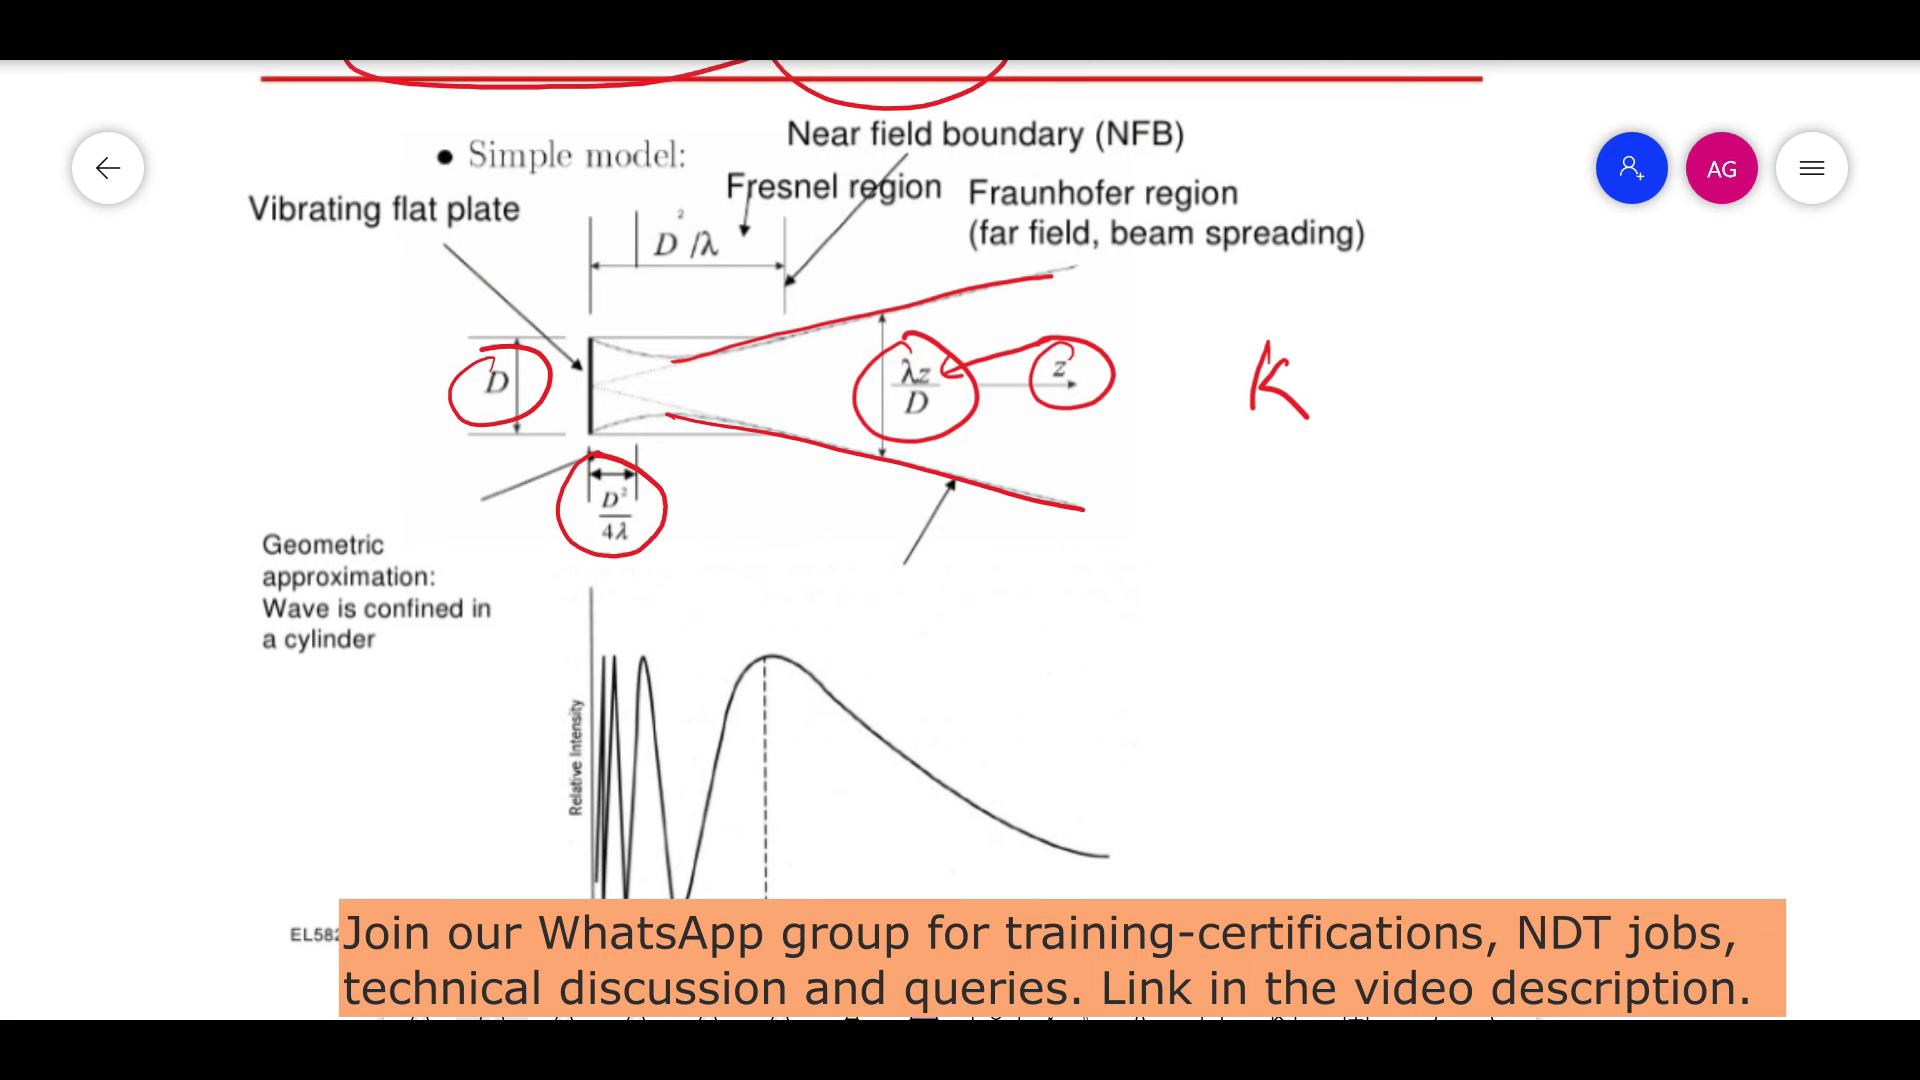 Near field boundary (NFB)
• Simple model:
Fresnel region
Fraunhofer region
(far field, beam spreading)
Vibrating flat plate
D²/λ
AG
D
λz
D
z
K
D²
4λ
Geometric
approximation:
Wave is confined in
a cylinder
Relative Intensity
EL582
Join our WhatsApp group for training-certifications, NDT jobs,
technical discussion and queries. Link in the video description.